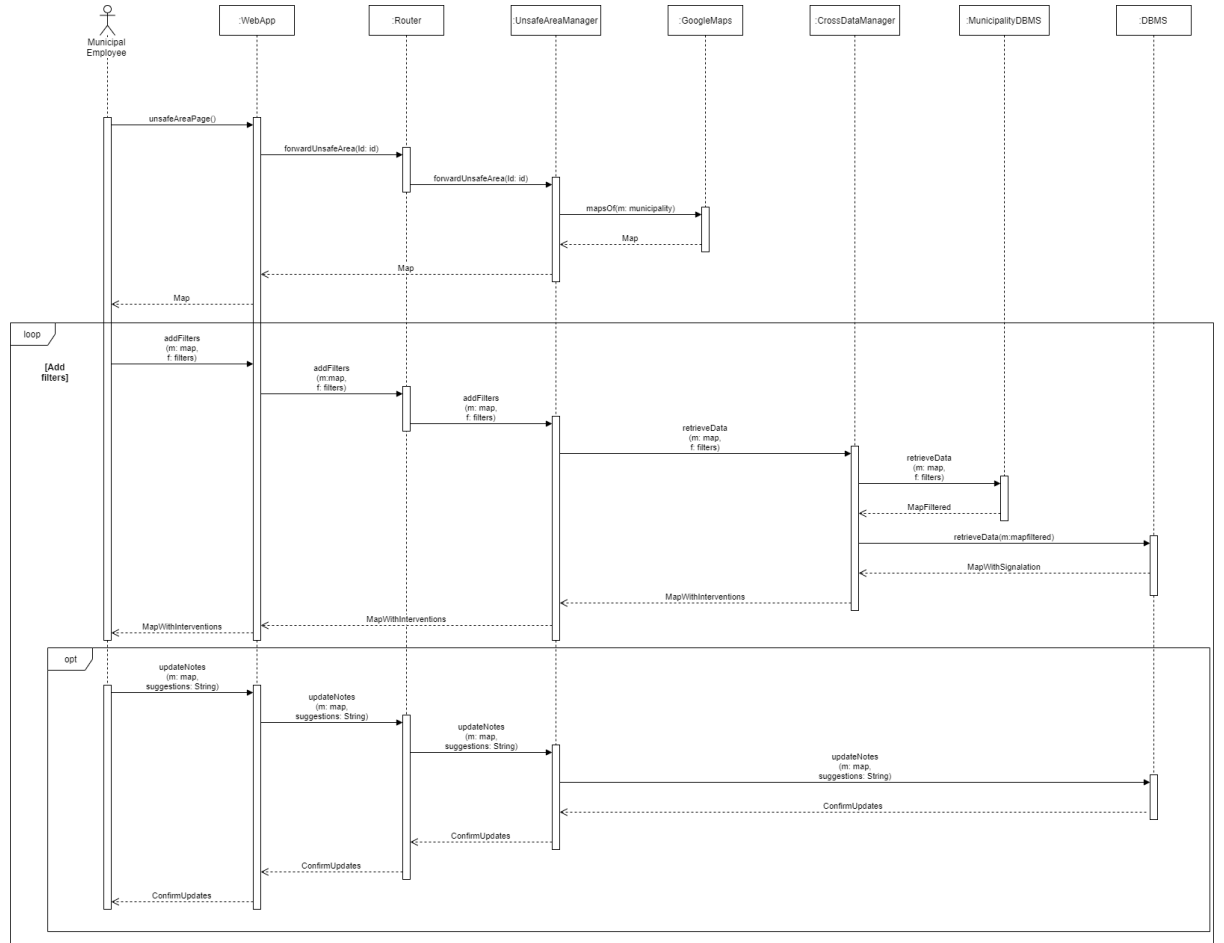 Municipal
Employee
:WebApp
:Router
:UnsafeAreaManager
:GoogleMaps
:CrossDataManager
:MunicipalityDBMS
:DBMS
unsafeAreaPage()
forwardUnsafeArea(Id: id)
forwardUnsafeArea(Id: id)
mapsOf(m: municipality)
Map
Map
Map
loop
[Add
filters]
addFilters
(m: map,
f: filters)
addFilters
(m:map,
f: filters)
addFilters
(m: map,
f: filters)
retrieveData
(m: map,
f: filters)
retrieveData
(m: map,
f: filters)
MapFiltered
retrieveData(m:mapfiltered)
MapWithSignalation
MapWithInterventions
MapWithInterventions
MapWithInterventions
opt
updateNotes
(m: map,
suggestions: String)
updateNotes
(m: map,
suggestions: String)
updateNotes
(m: map,
suggestions: String)
updateNotes
(m: map,
suggestions: String)
ConfirmUpdates
ConfirmUpdates
ConfirmUpdates
ConfirmUpdates